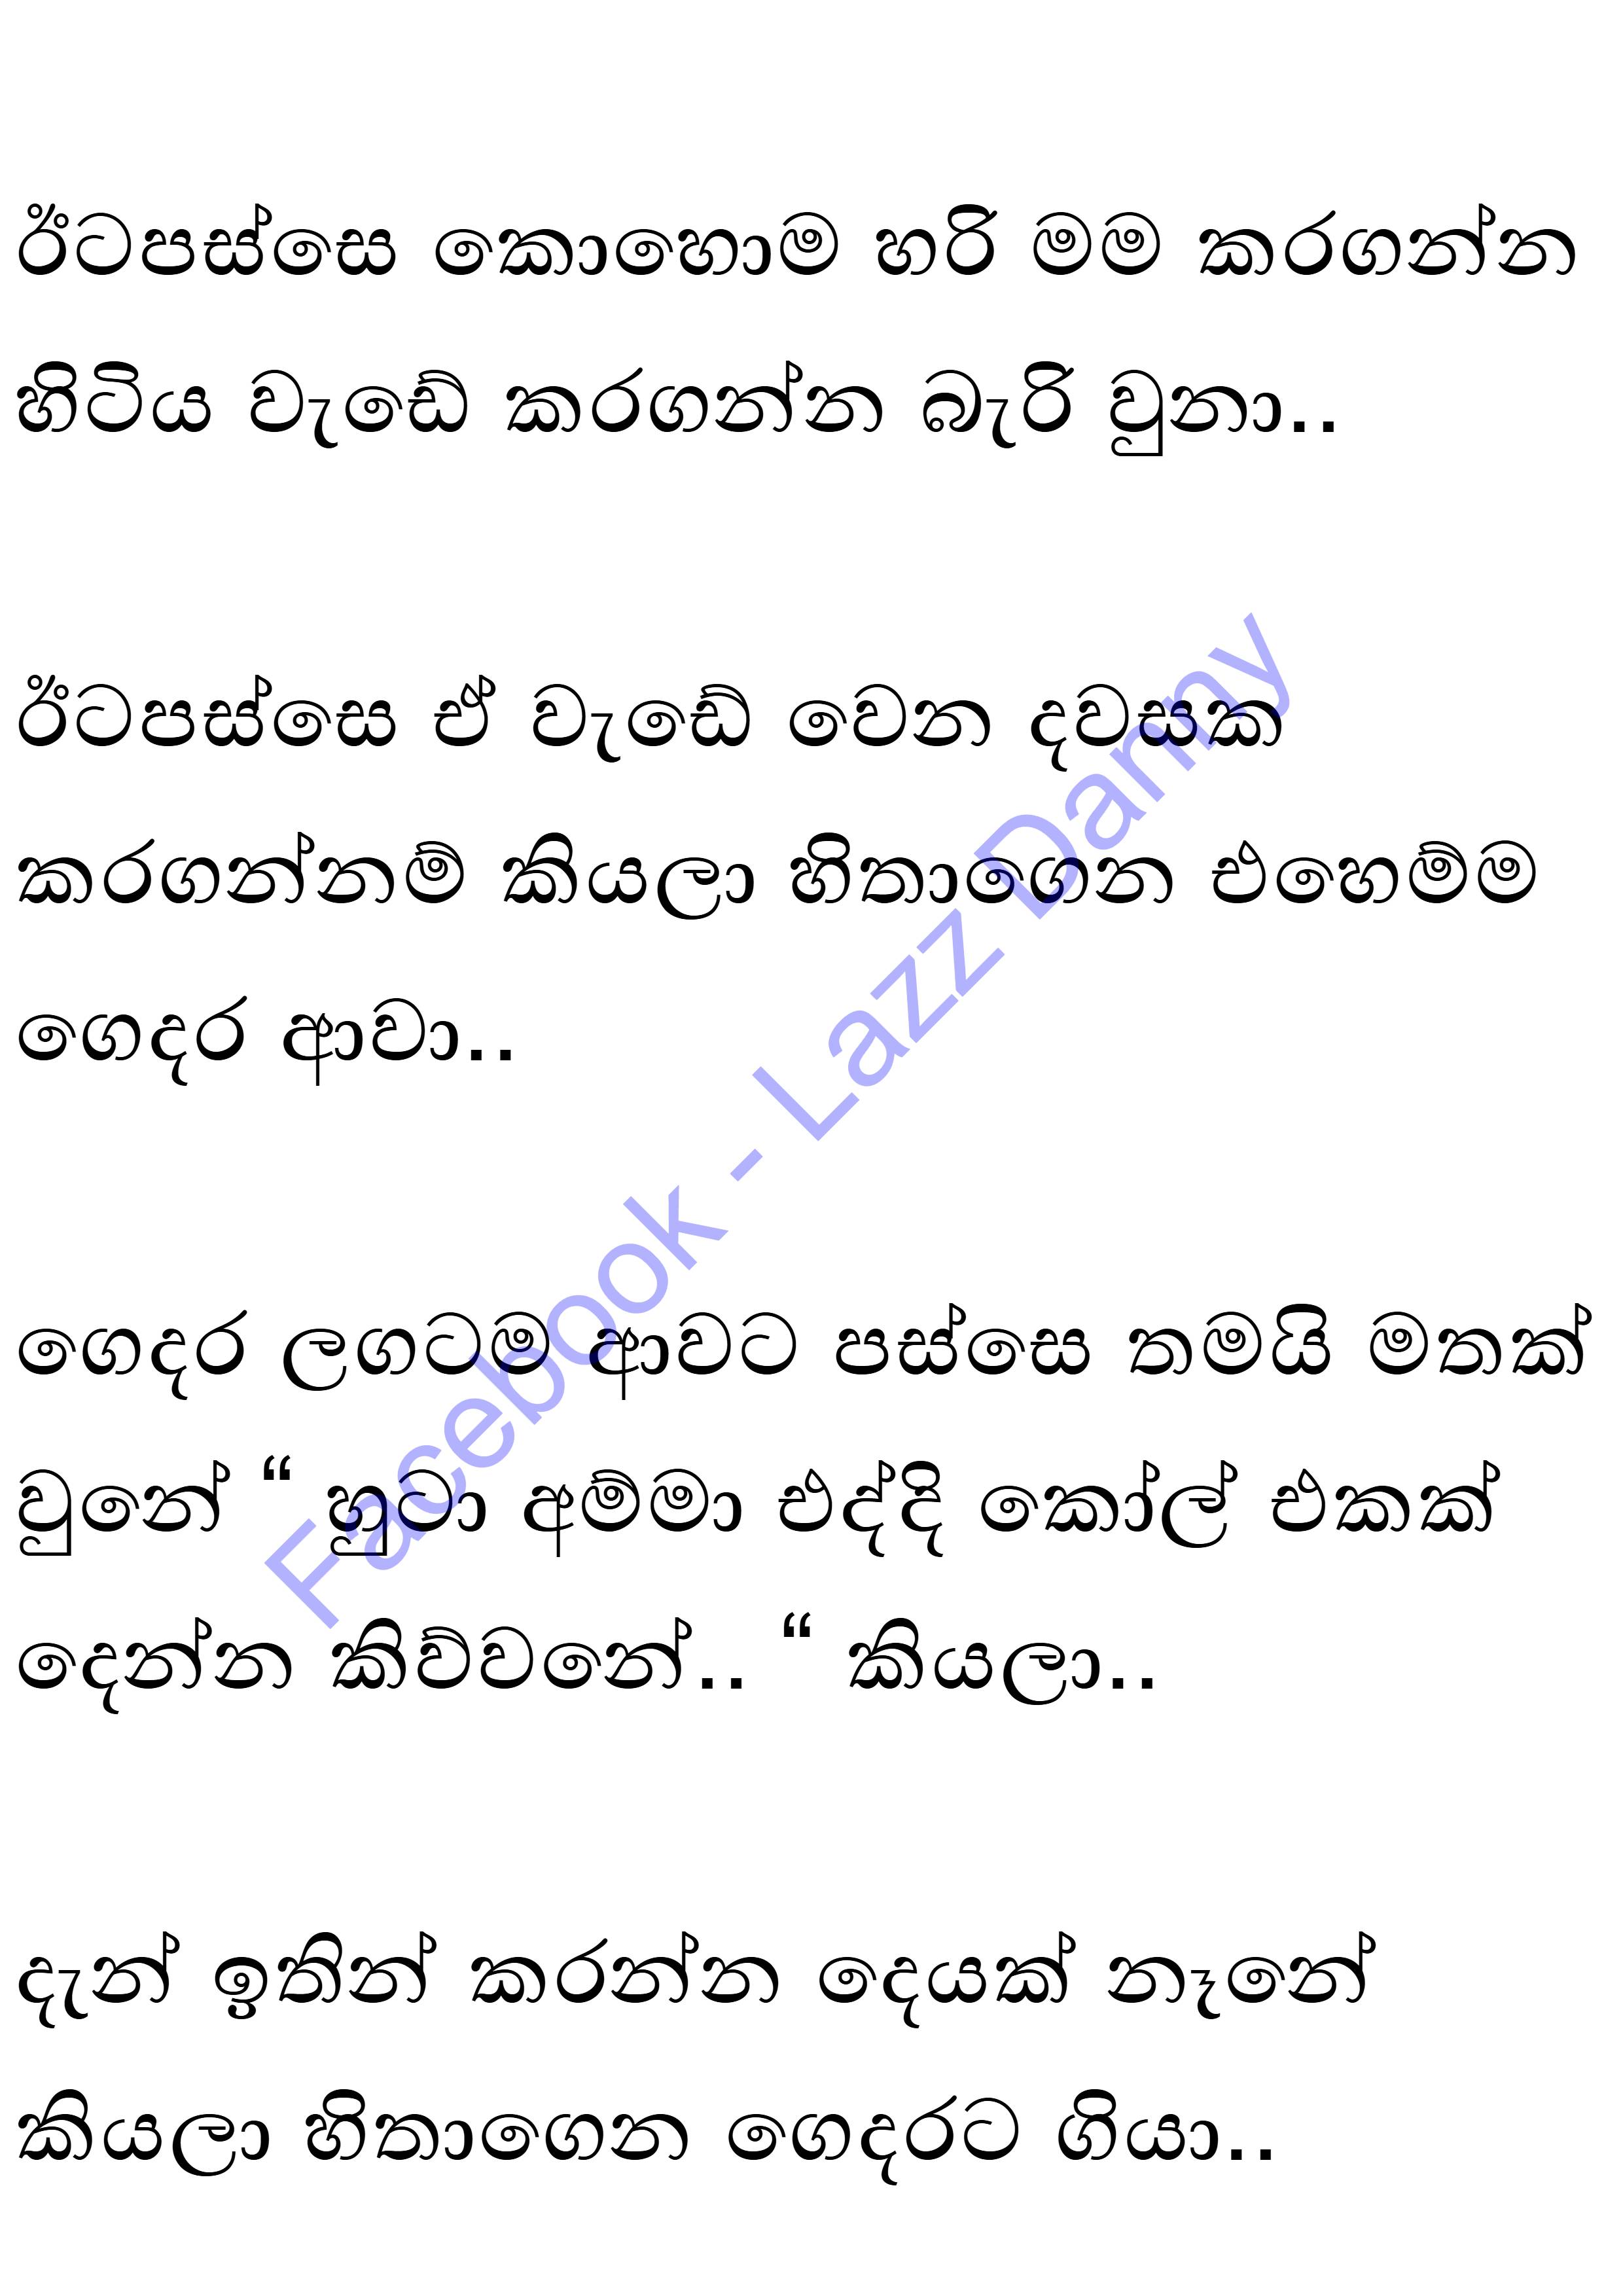 ඊටපස්සෙ කොහොම හරි මම කරගන්න
හිටිය වැඩේ කරගන්න බැරි වුනා..
ඊටපස්සෙ ඒ වැඩේ වෙන දවසක
කරගන්නම් කියලා හිතාගෙන එහෙම්ම
ගෙදර ආවා..
ගෙදර ලගටම ආවට පස්සෙ තමයි මතක්
වුනේ “ හුටා අම්මා එද්දි කෝල් එකක්
දෙන්න කිව්වනේ.. “ කියලා..
දැන් ඉතින් කරන්න දෙයක් නෑනේ
කියලා හිතාගෙන ගෙදරට ගියා..
Facebook - Lazz Danny